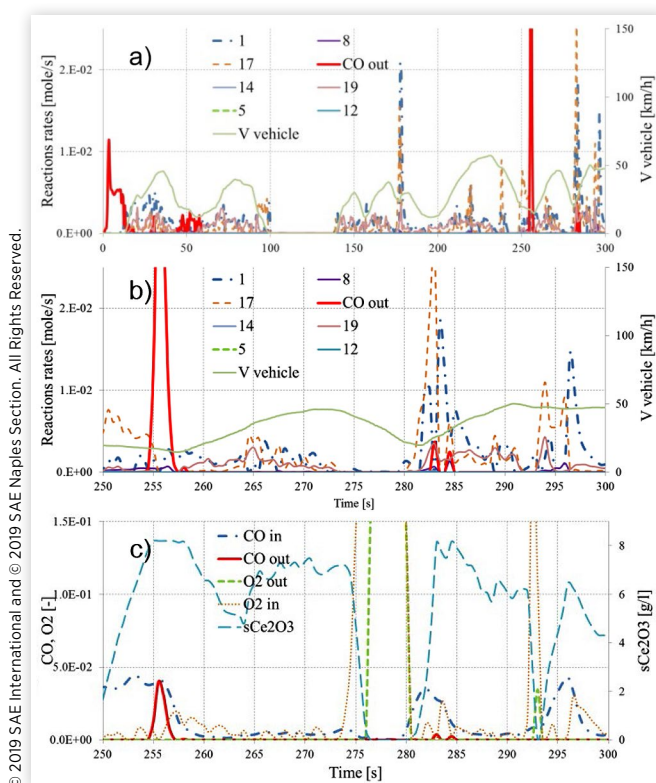 © 2019 SAE International and © 2019 SAE Naples Section. All Rights Reserved.
a)
1
8
17
CO out
14
19
5
12
V vehicle
Reactions rates [mole/s]
2.E-02
1.E-02
0.E+00
V vehicle [km/h]
150
100
50
0
0 50 100 150 200 250 300
b)
1
8
17
CO out
14
19
5
12
V vehicle
Reactions rates [mole/s]
2.E-02
1.E-02
0.E+00
V vehicle [km/h]
150
100
50
0
250 255 260 265 270 275 280 285 290 295 300
Time [s]
c)
CO in
CO out
O2 out
O2 in
sCe2O3
CO, O2 [-]
1.5E-01
1.0E-01
5.0E-02
0.0E+00
sCe2O3 [g/l]
8
6
4
2
0
250 255 260 265 270 275 280 285 290 295 300
Time [s]